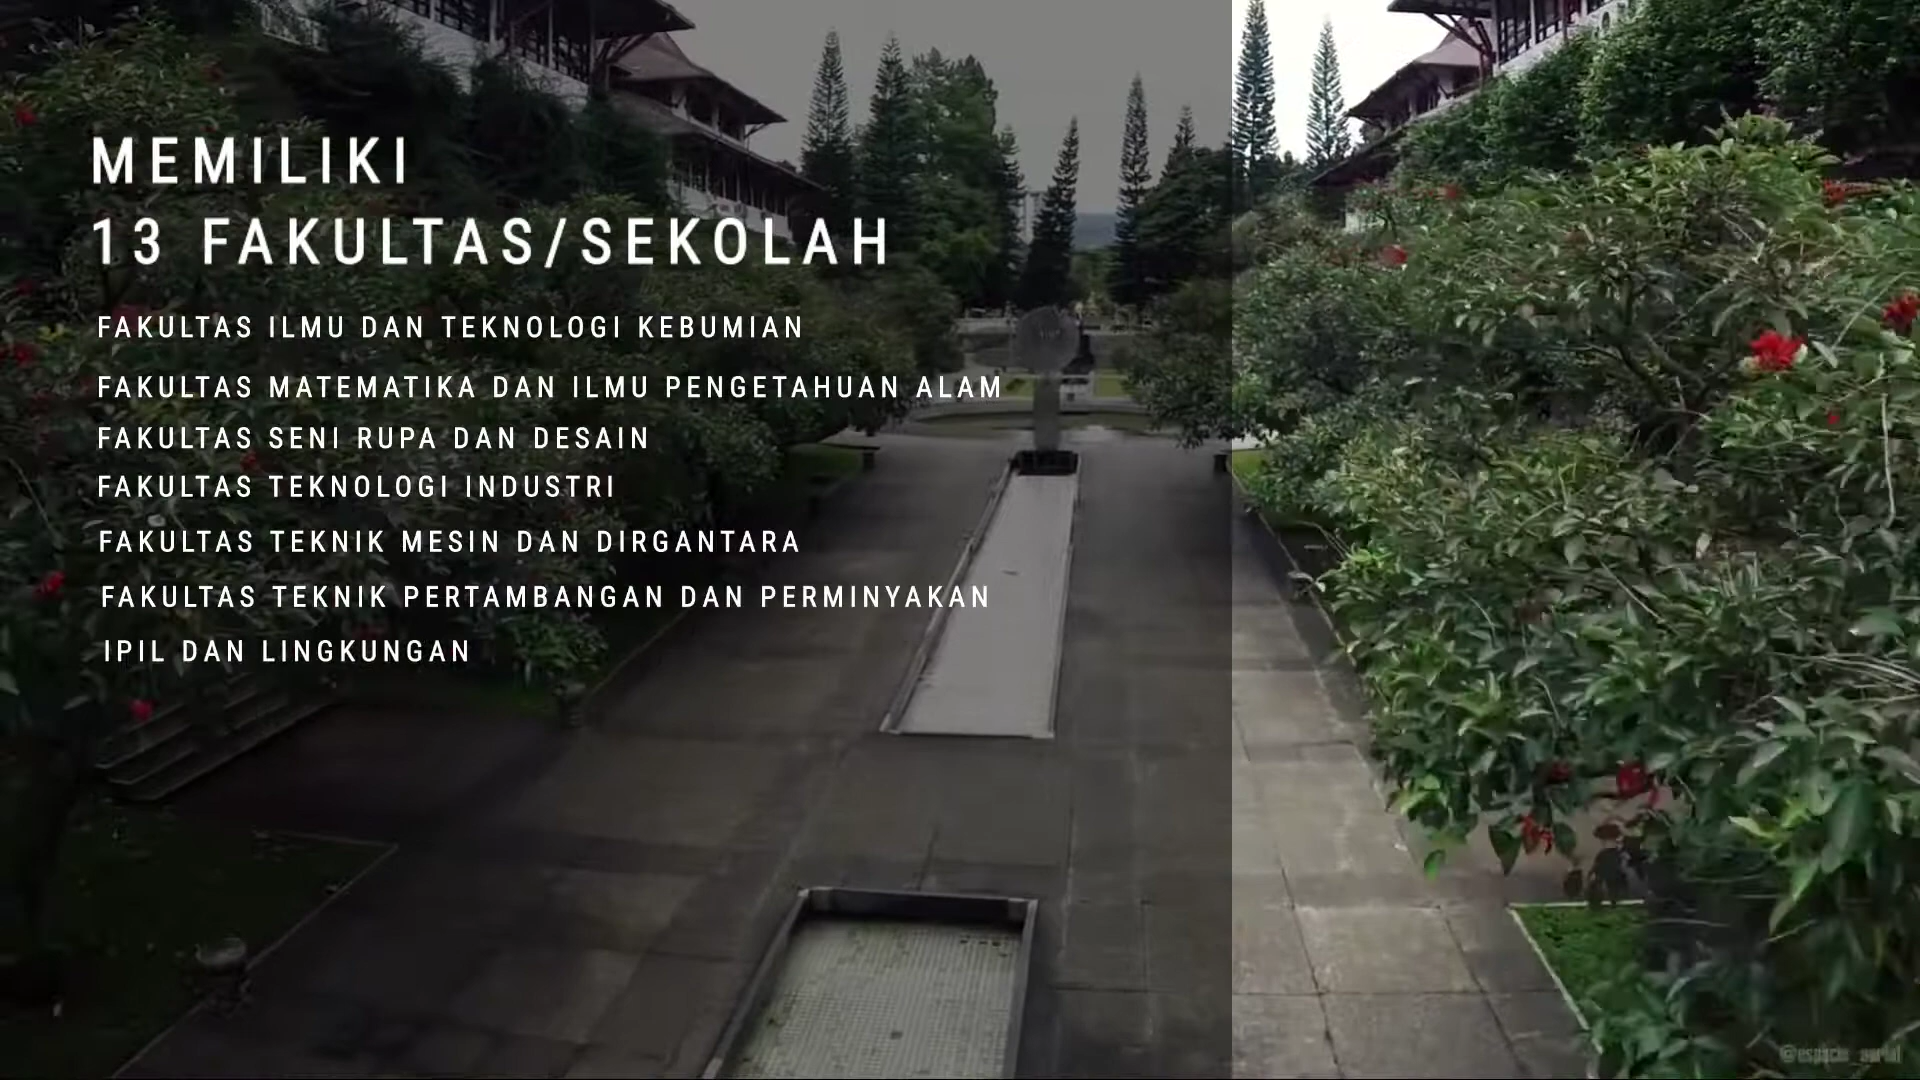 MEMILIKI
13 FAKULTAS/SEKOLAH
FAKULTAS ILMU DAN TEKNOLOGI KEBUMIAN
FAKULTAS MATEMATIKA DAN ILMU PENGETAHUAN ALAM
FAKULTAS SENI RUPA DAN DESAIN
FAKULTAS TEKNOLOGI INDUSTRI
FAKULTAS TEKNIK MESIN DAN DIRGANTARA
FAKULTAS TEKNIK PERTAMBANGAN DAN PERMINYAKAN
IPIL DAN LINGKUNGAN